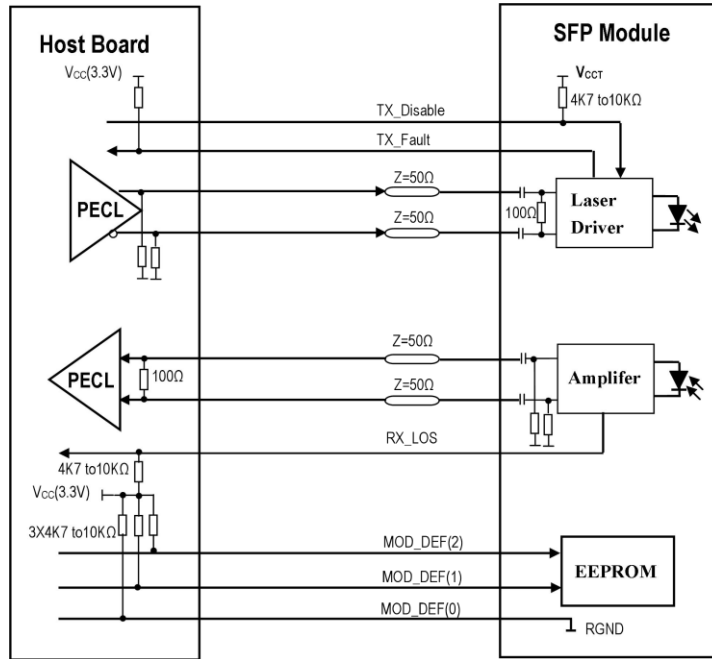 Host Board
SFP Module
Vcc(3.3V)
VCCT
4K7 to10KΩ
TX_Disable
TX_Fault
PECL
Z=50Ω
Z=50Ω
100Ω
Laser
Driver
PECL
100Ω
Z=50Ω
Z=50Ω
Amplifer
RX_LOS
4K7 to10KΩ
Vcc(3.3V)
3X4K7 to10KΩ
MOD_DEF(2)
MOD_DEF(1)
EEPROM
MOD_DEF(0)
RGND